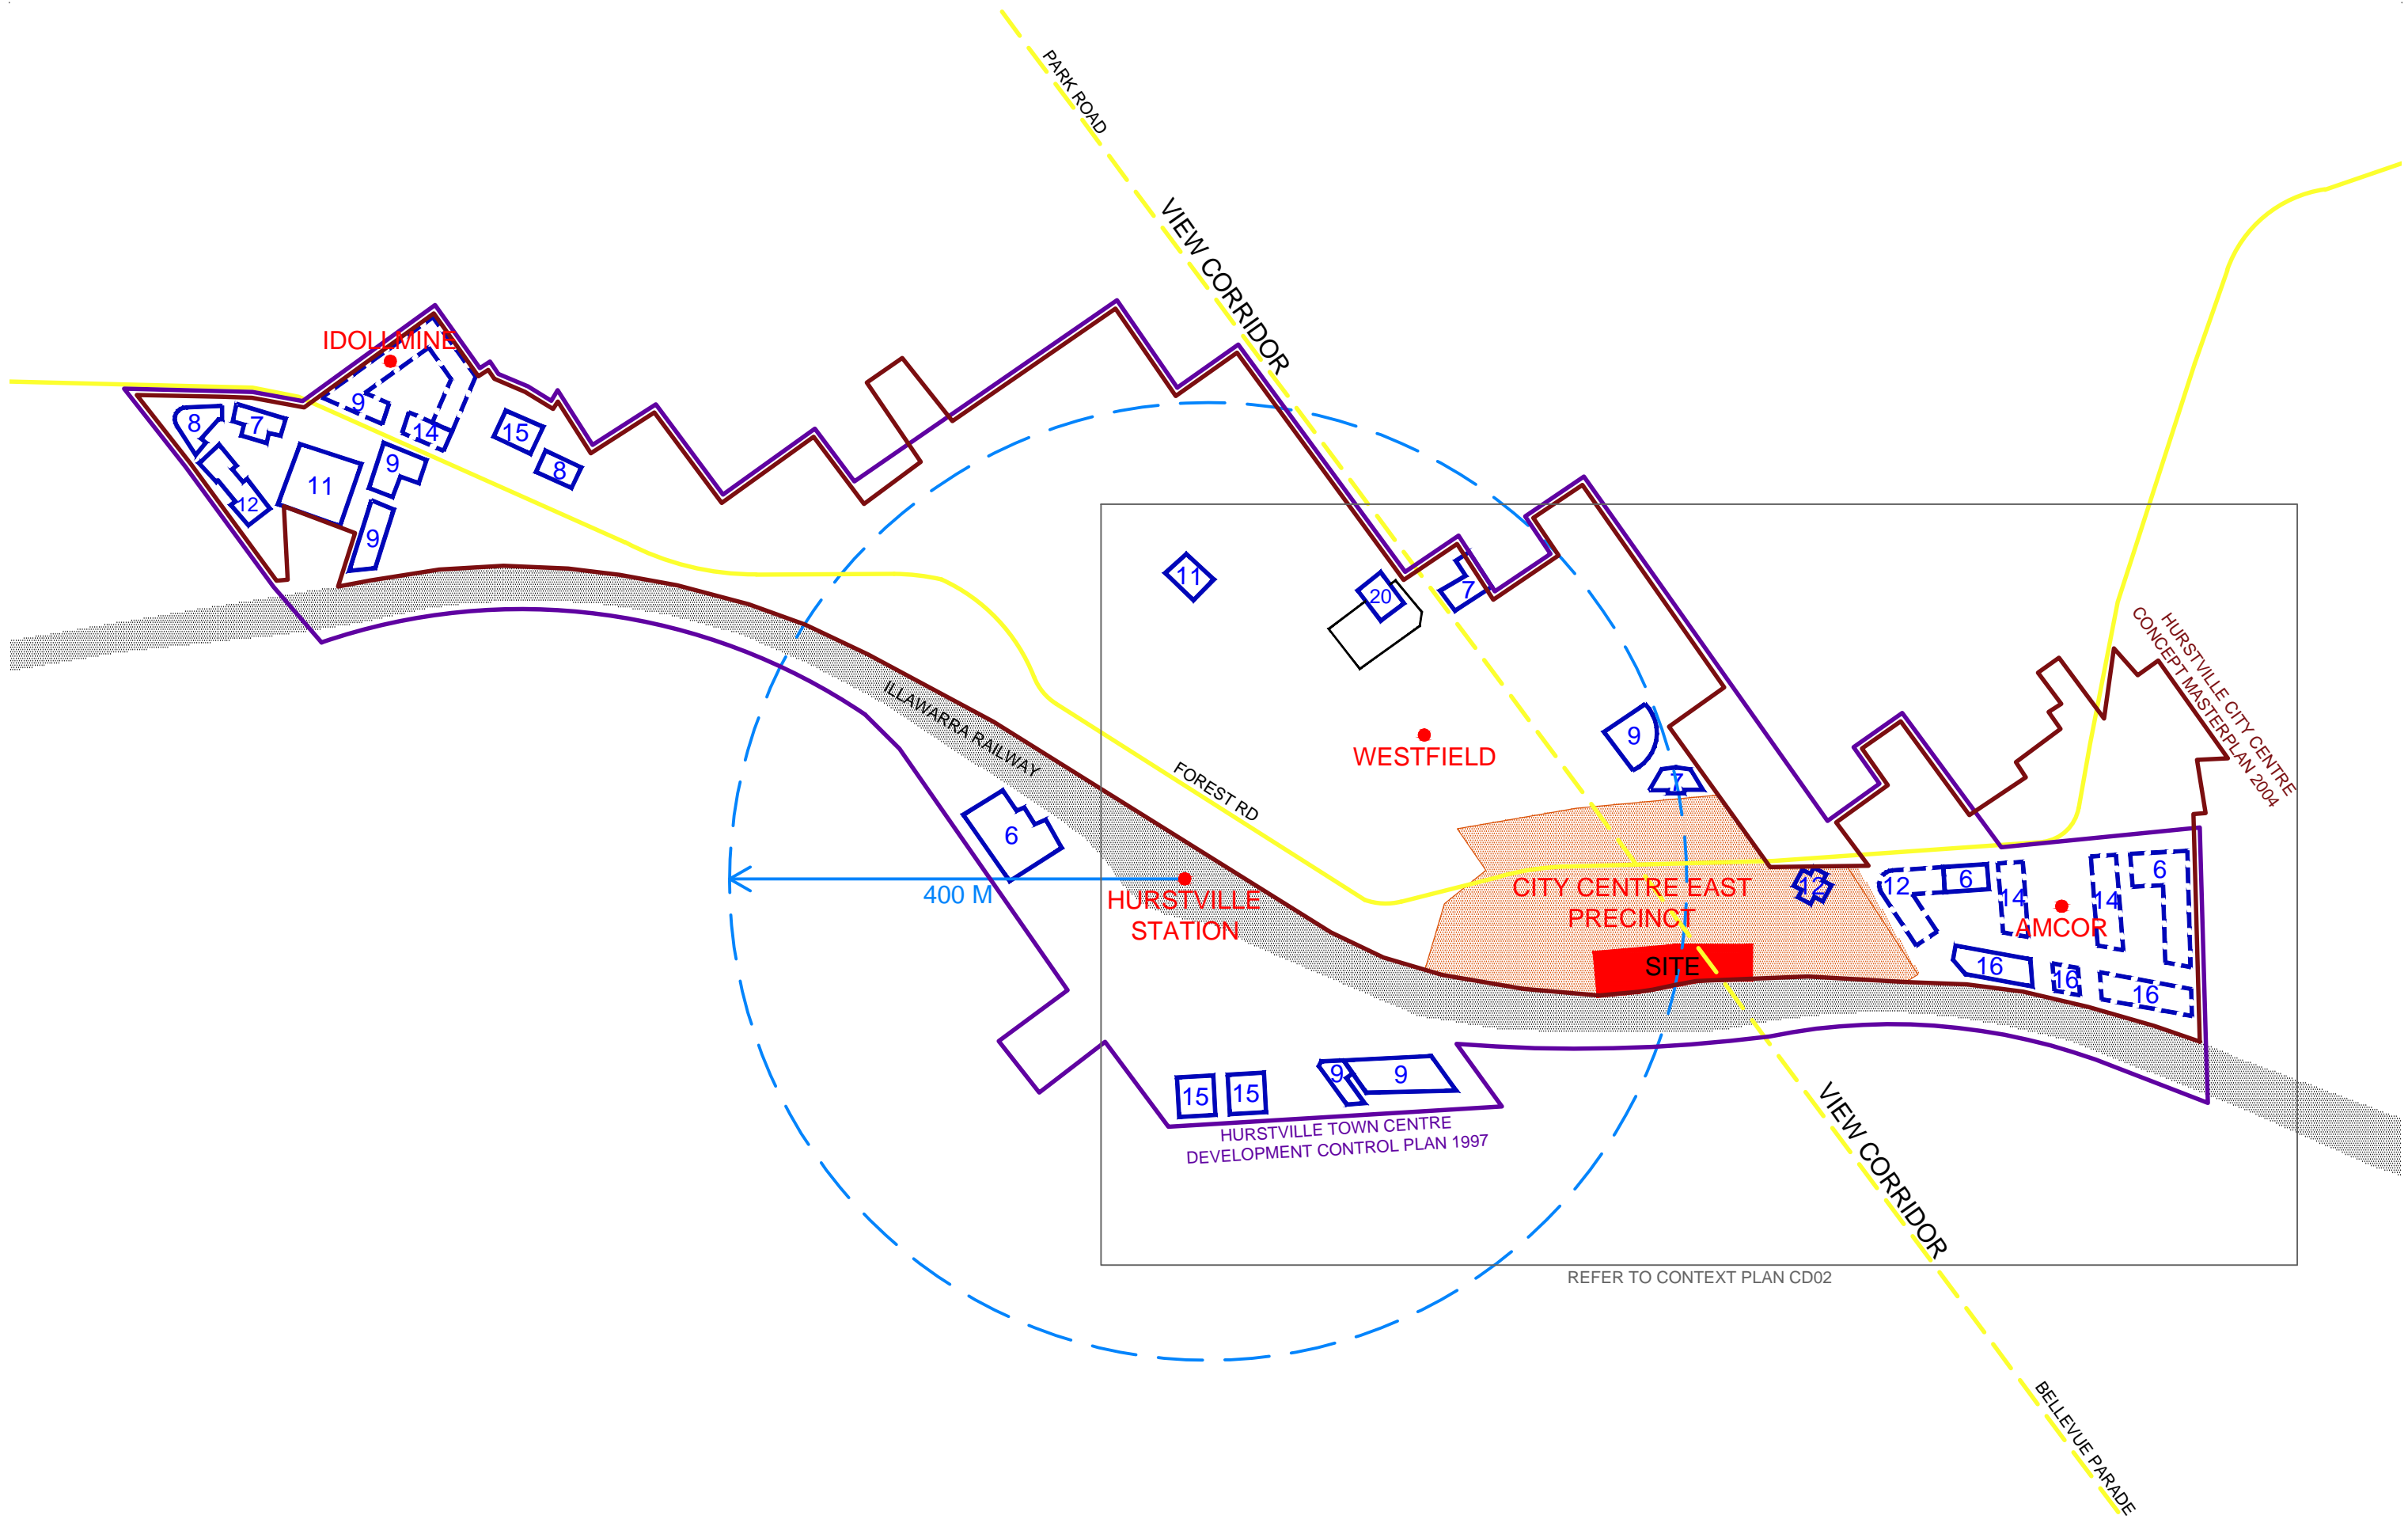 PARK ROAD
VIEW CORRIDOR
IDOLLMINE
9
14
15
8
8
7
12
11
9
9
11
20
7
HURSTVILLE CITY CENTRE
CONCEPT MASTERPLAN 2004
ILLAWARRA RAILWAY
FOREST RD
WESTFIELD
9
7
6
400 M
HURSTVILLE
STATION
CITY CENTRE EAST
PRECINCT
SITE
12
12
6
14
14
6
AMCOR
16
16
16
15
15
9
9
HURSTVILLE TOWN CENTRE
DEVELOPMENT CONTROL PLAN 1997
VIEW CORRIDOR
REFER TO CONTEXT PLAN CD02
BELLEVUE PARADE